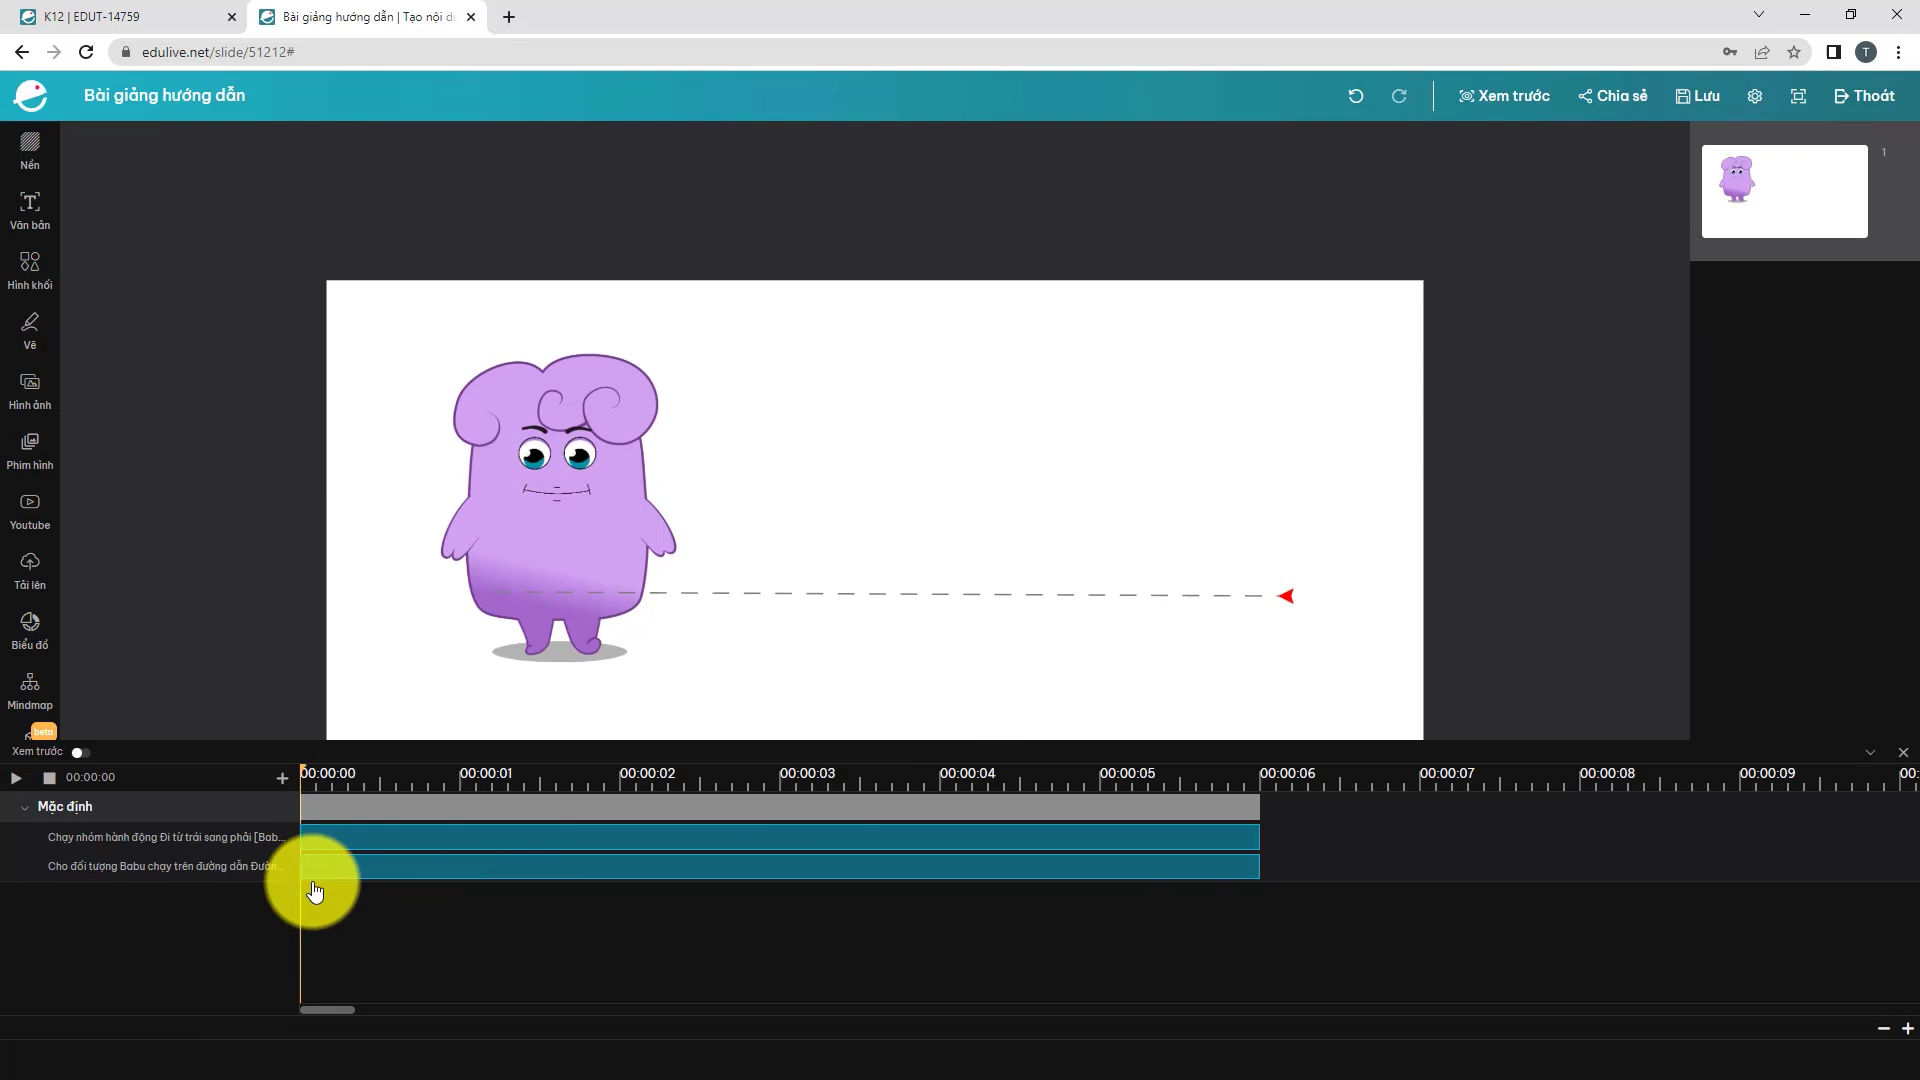 K12 | EDUT-14759
Bài giảng hướng dẫn | Tạo nội du
edulive.net/slide/51212#
T
Bài giảng hướng dẫn
Xem trước
Chia sẻ
Lưu
Thoát
Nền
Văn bản
Hình khối
Vẽ
Hình ảnh
Phim hình
Youtube
Tải lên
Biểu đồ
Mindmap
beta
1
Xem trước
00:00:00
00:00:00 00:00:01 00:00:02 00:00:03 00:00:04 00:00:05 00:00:06 00:00:07 00:00:08 00:00:09 00:
Mặc định
Chạy nhóm hành động Đi từ trái sang phải [Bab...
Cho đối tượng Babu chạy trên đường dẫn Đườn...